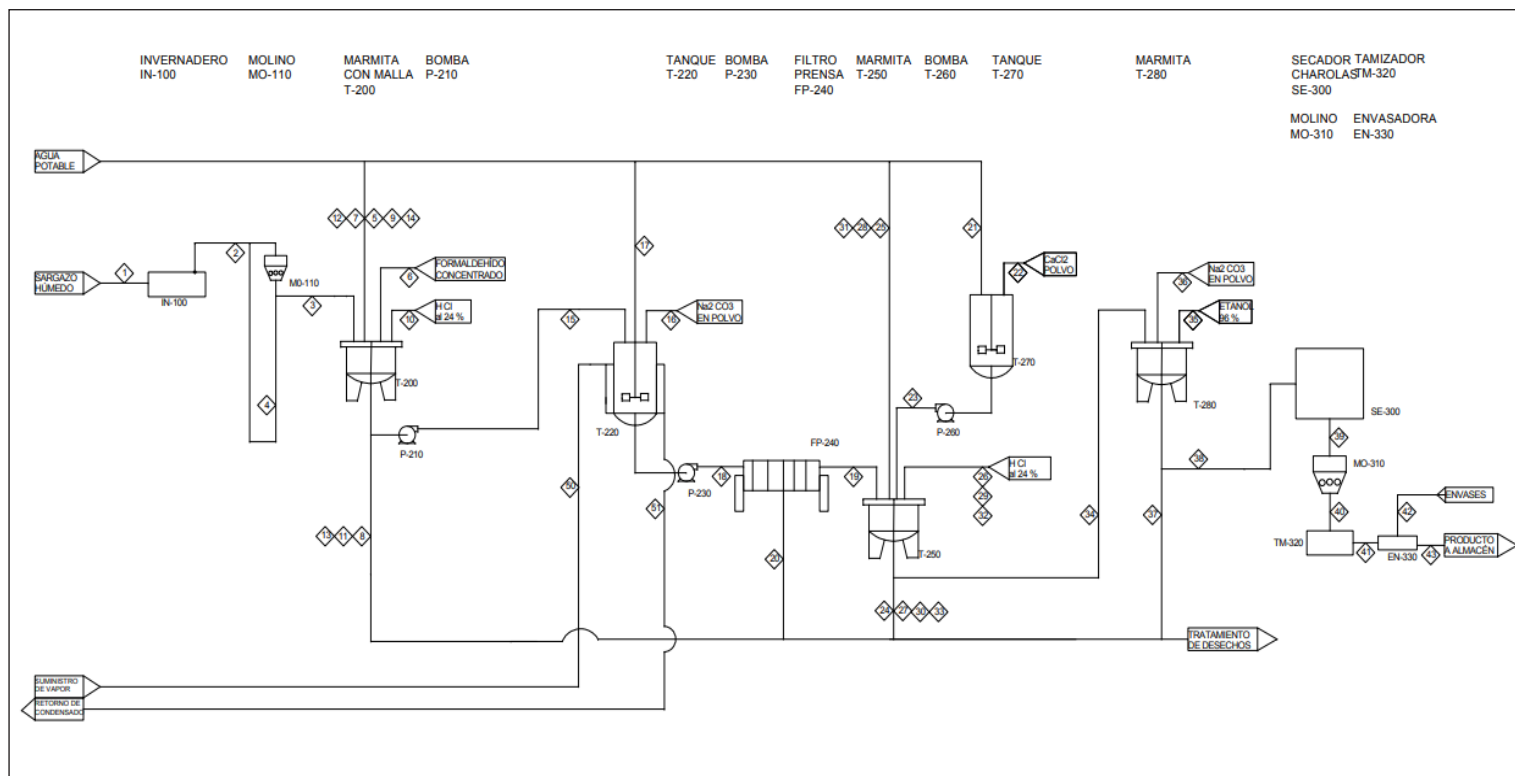 INVERNADERO
IN-100
MOLINO
MO-110
MARMITA
CON MALLA
T-200
BOMBA
P-210
TANQUE
T-220
BOMBA
P-230
FILTRO
PRENSA
FP-240
MARMITA
T-250
BOMBA
T-260
TANQUE
T-270
MARMITA
T-280
SECADOR
CHAROLAS
SE-300
TAMIZADOR
TM-320
MOLINO
MO-310
ENVASADORA
EN-330
AGUA
POTABLE
12 7 5 9 14
17
31 28 25
21
SARGAZO
HÚMEDO
1
IN-100
2
M0-110
3
4
FORMALDEHÍDO
CONCENTRADO
6
H Cl
al 24 %
10
T-200
P-210
15
Na2 CO3
EN POLVO
16
T-220
P-230
18
FP-240
19
20
CaCl2
POLVO
22
T-270
23
P-260
H Cl
al 24 %
26
29
32
T-250
Na2 CO3
EN POLVO
36
ETANOL
96 %
35
T-280
34
37
38
SE-300
39
MO-310
40
TM-320
41
ENVASES
42
EN-330
43
PRODUCTO
A ALMACÉN
50
51
13 11 8
24 27 30 33
TRATAMIENTO
DE DESECHOS
SUMINISTRO
DE VAPOR
RETORNO DE
CONDENSADO